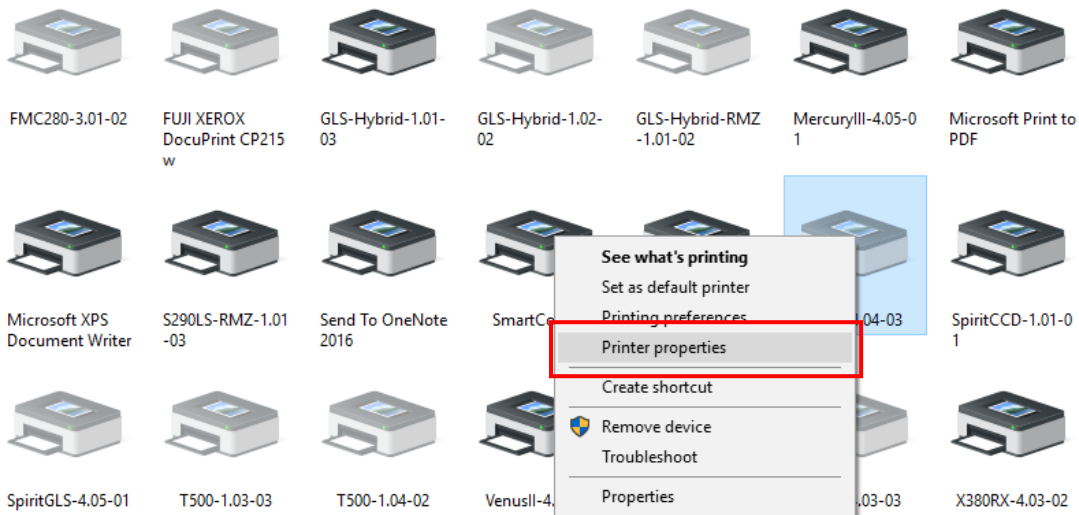 FMC280-3.01-02
FUJI XEROX
DocuPrint CP215
w
GLS-Hybrid-1.01-
03
GLS-Hybrid-1.02-
02
GLS-Hybrid-RMZ
-1.01-02
MercuryIII-4.05-0
1
Microsoft Print to
PDF
Microsoft XPS
Document Writer
S290LS-RMZ-1.01
-03
Send To OneNote
2016
SmartCo
.04-03
SpiritCCD-1.01-0
1
See what's printing
Set as default printer
Printing preferences
Printer properties
Create shortcut
Remove device
Troubleshoot
Properties
SpiritGLS-4.05-01
T500-1.03-03
T500-1.04-02
VenusII-4.
.03-03
X380RX-4.03-02